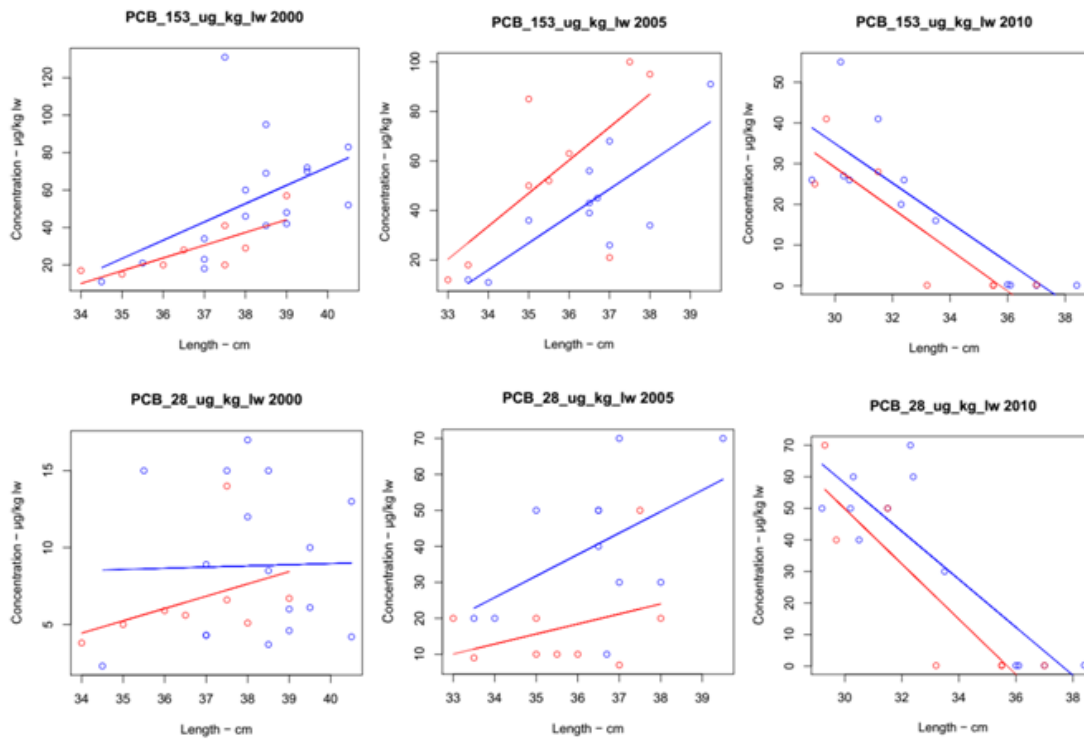 PCB_153_ug_kg_lw 2000
Concentration − µg/kg lw
20 40 60 80 100 120
34 35 36 37 38 39 40
Length − cm
PCB_153_ug_kg_lw 2005
Concentration − µg/kg lw
20 40 60 80 100
33 34 35 36 37 38 39
Length − cm
PCB_153_ug_kg_lw 2010
Concentration − µg/kg lw
0 10 20 30 40 50
30 32 34 36 38
Length − cm
PCB_28_ug_kg_lw 2000
Concentration − µg/kg lw
5 10 15
34 35 36 37 38 39 40
Length − cm
PCB_28_ug_kg_lw 2005
Concentration − µg/kg lw
10 20 30 40 50 60 70
33 34 35 36 37 38 39
Length − cm
PCB_28_ug_kg_lw 2010
Concentration − µg/kg lw
0 10 20 30 40 50 60 70
30 32 34 36 38
Length − cm